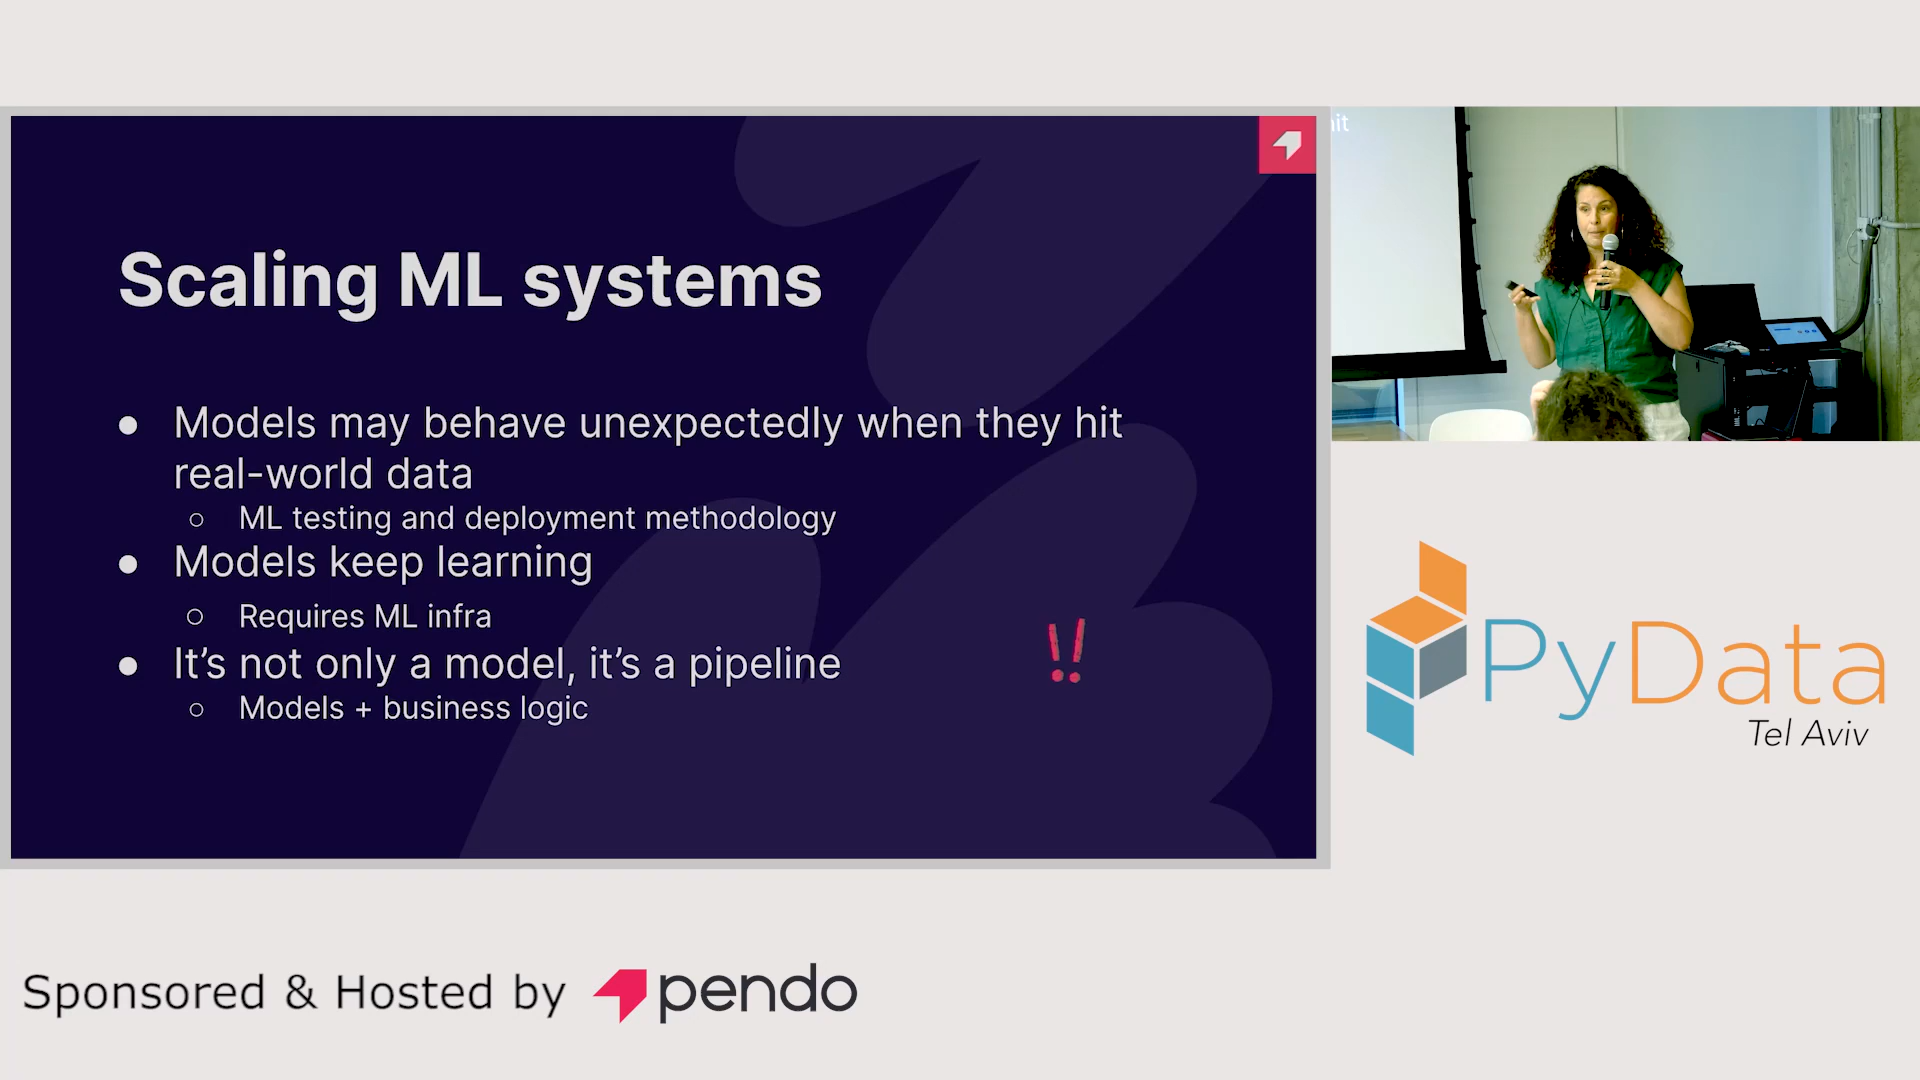 Scaling ML systems
● Models may behave unexpectedly when they hit
real-world data
○ ML testing and deployment methodology
● Models keep learning
○ Requires ML infra
● It’s not only a model, it’s a pipeline
○ Models + business logic
!!
PyData
Tel Aviv
Sponsored & Hosted by pendo